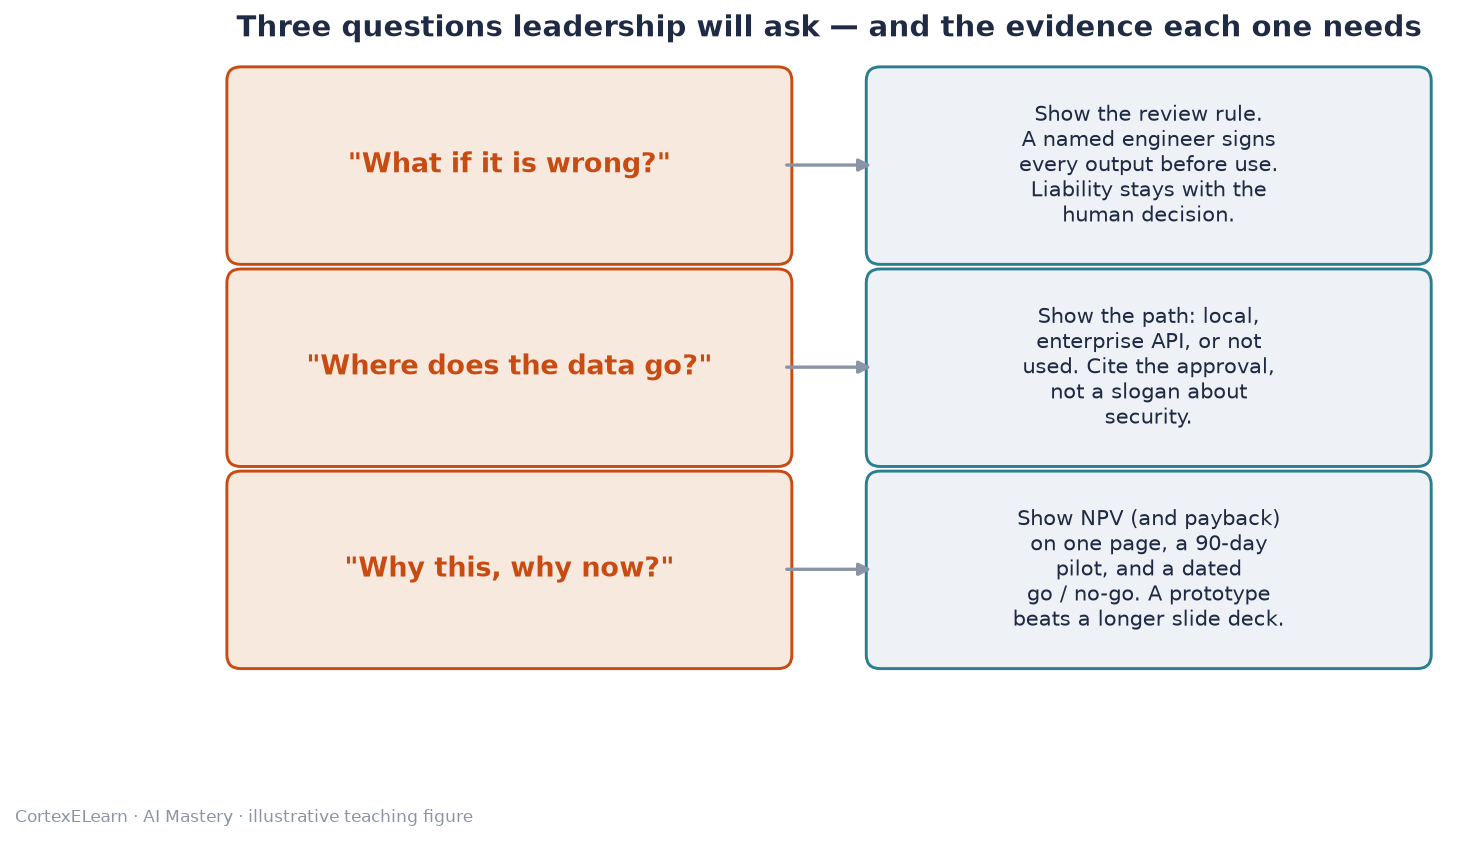 Three questions leadership will ask — and the evidence each one needs
"What if it is wrong?"
Show the review rule.
A named engineer signs
every output before use.
Liability stays with the
human decision.
"Where does the data go?"
Show the path: local,
enterprise API, or not
used. Cite the approval,
not a slogan about
security.
"Why this, why now?"
Show NPV (and payback)
on one page, a 90-day
pilot, and a dated
go / no-go. A prototype
beats a longer slide deck.
CortexELearn · AI Mastery · illustrative teaching figure